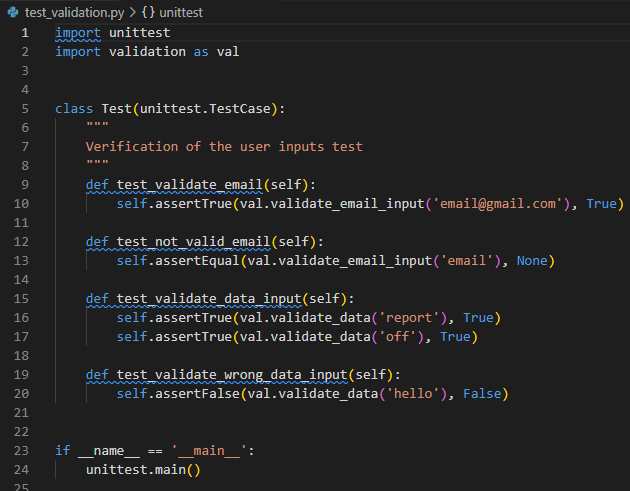 test_validation.py > {} unittest
1 import unittest
2 import validation as val
3
4
5 class Test(unittest.TestCase):
6     """
7     Verification of the user inputs test
8     """
9     def test_validate_email(self):
10         self.assertTrue(val.validate_email_input('email@gmail.com'), True)
11
12     def test_not_valid_email(self):
13         self.assertEqual(val.validate_email_input('email'), None)
14
15     def test_validate_data_input(self):
16         self.assertTrue(val.validate_data('report'), True)
17         self.assertTrue(val.validate_data('off'), True)
18
19     def test_validate_wrong_data_input(self):
20         self.assertFalse(val.validate_data('hello'), False)
21
22
23 if __name__ == '__main__':
24     unittest.main()
25